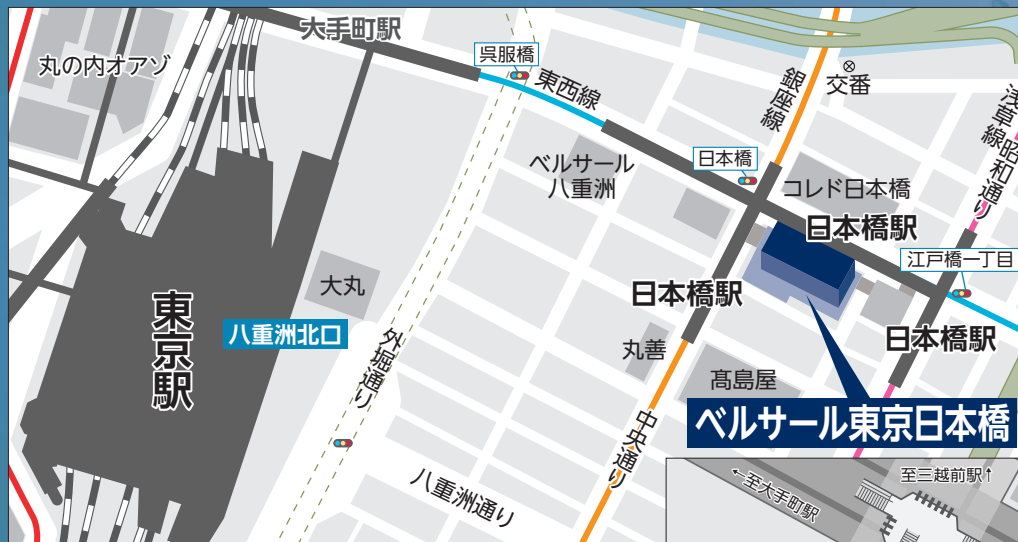 大手町駅
丸の内オアゾ
呉服橋
東西線
銀座線
交番
浅草線
昭和通り
ベルサール
八重洲
日本橋
コレド日本橋
日本橋駅
江戸橋一丁目
大丸
日本橋駅
東京駅
八重洲北口
外堀通り
丸善
日本橋駅
髙島屋
ベルサール東京日本橋
中央通り
八重洲通り
←至大手町駅
至三越前駅↑